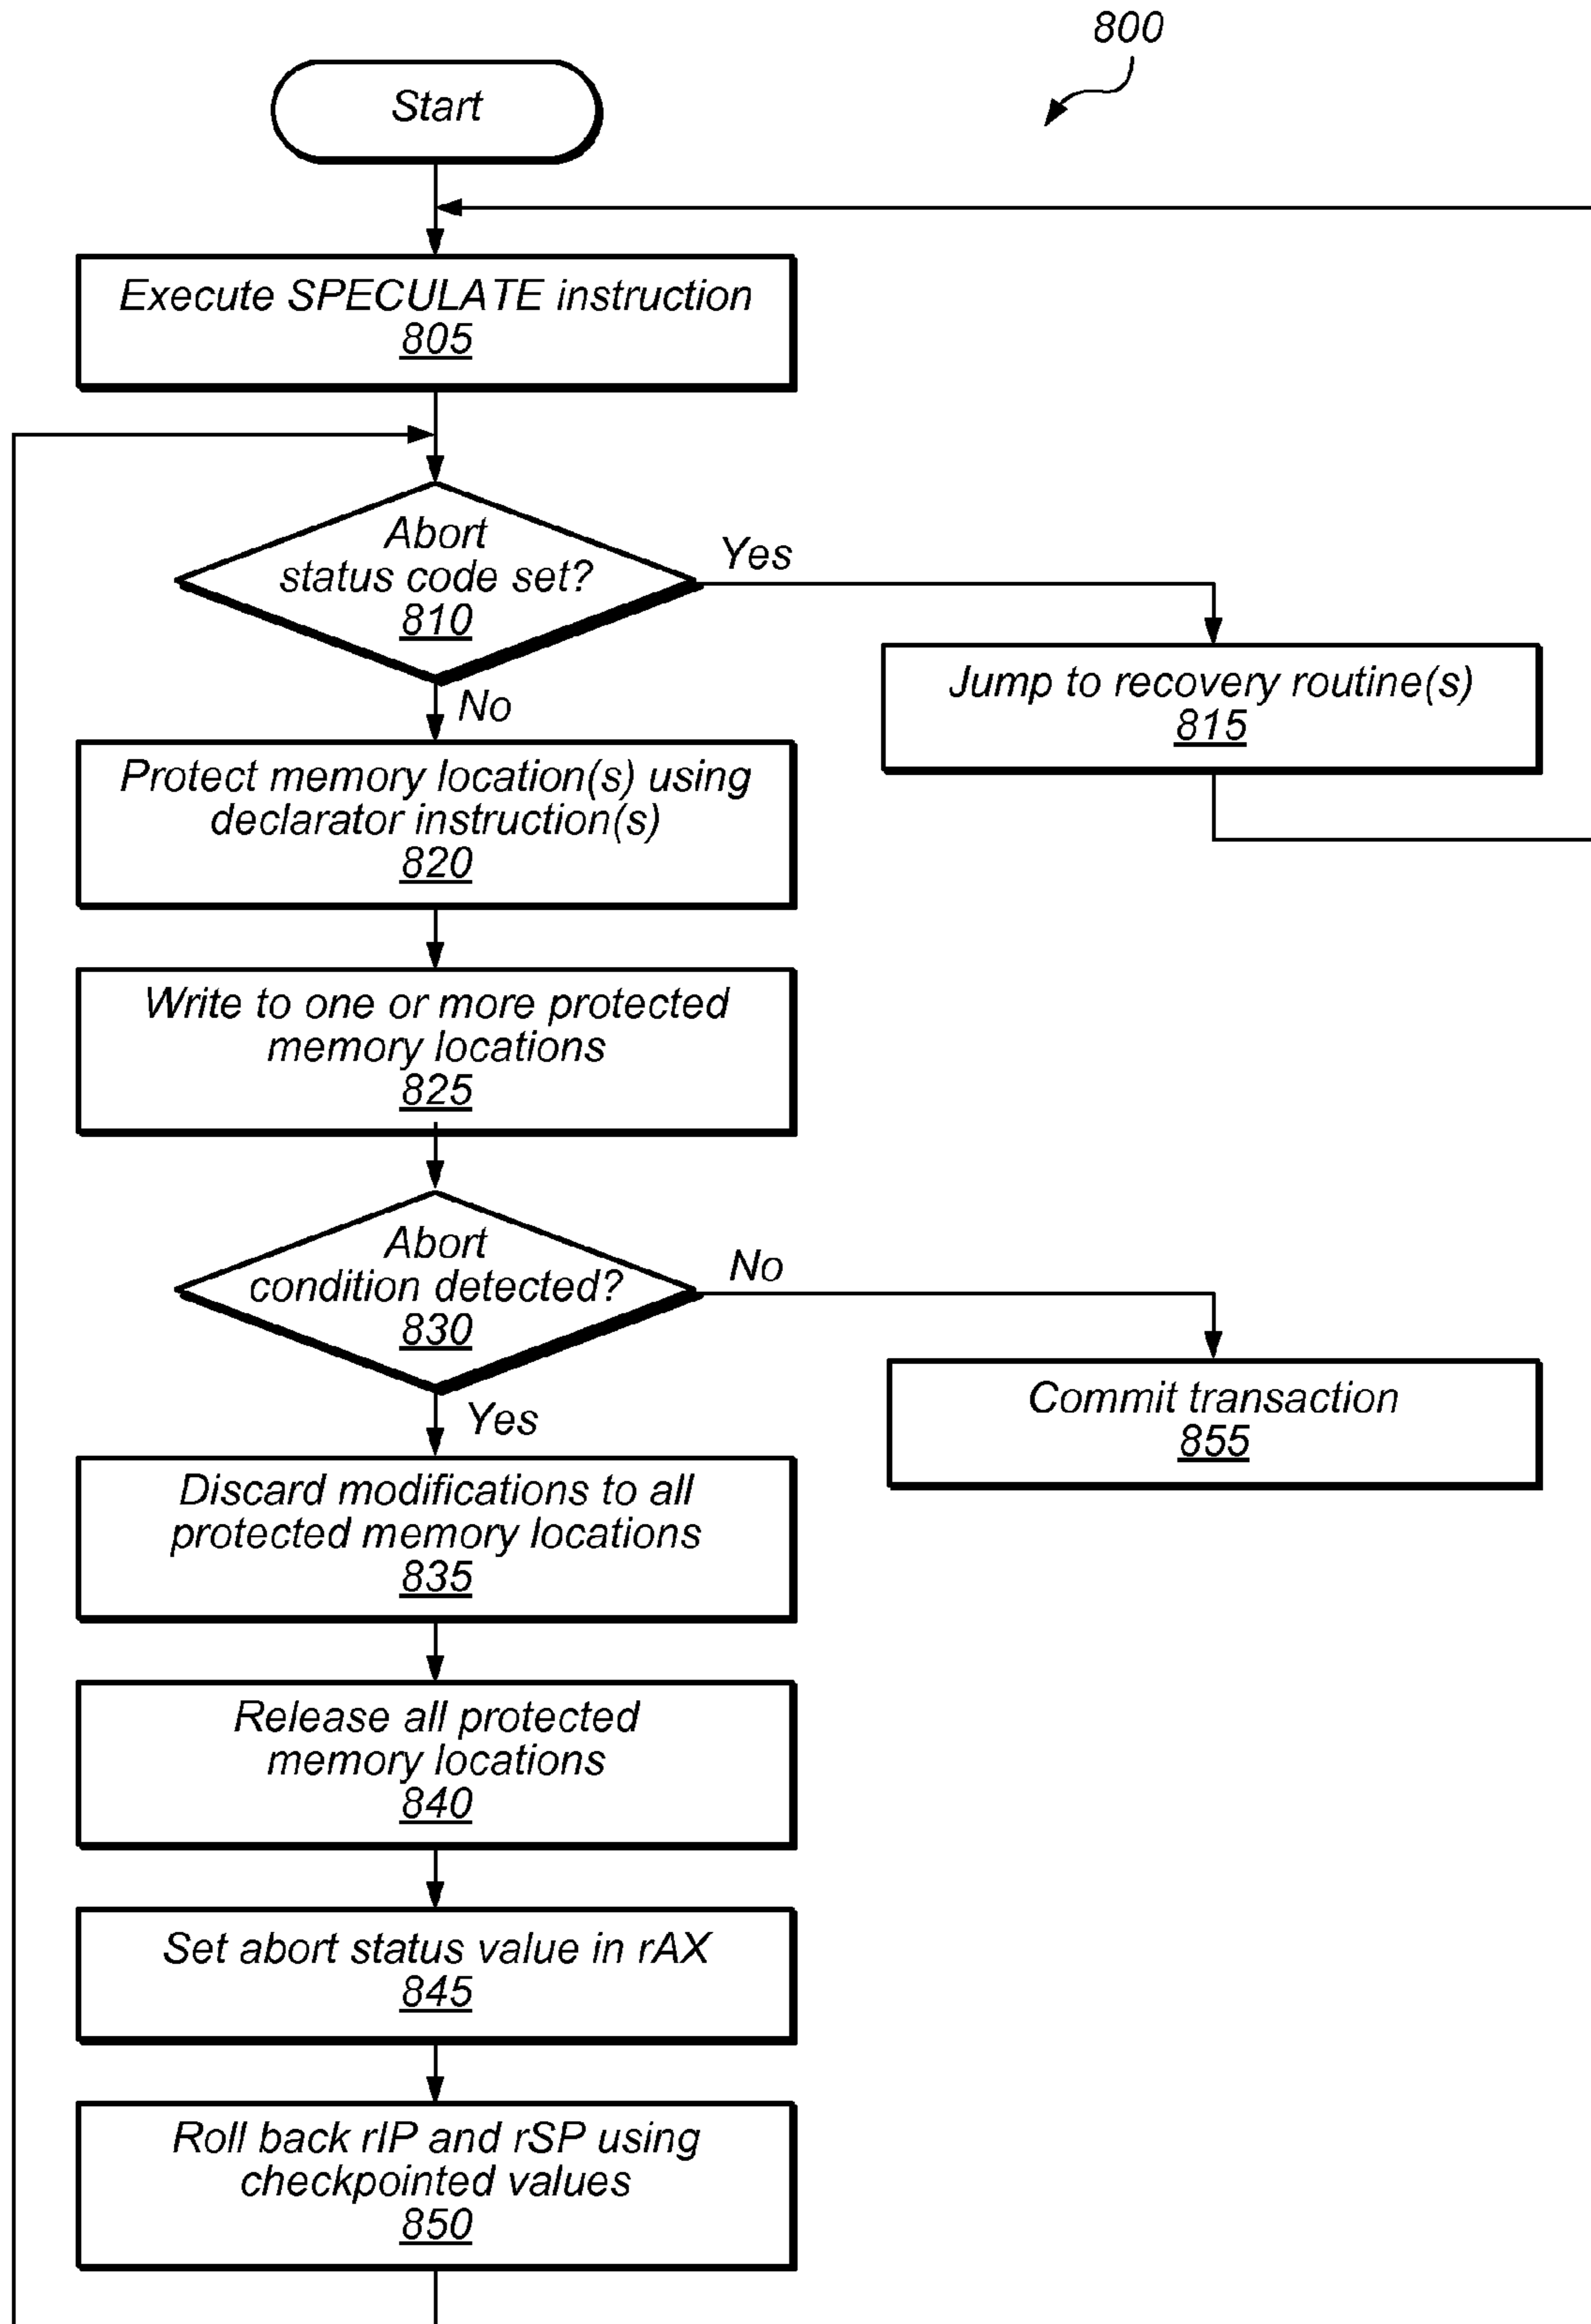 800
Start
Execute SPECULATE instruction
805
Abort
status code set?
810
Yes
No
Jump to recovery routine(s)
815
Protect memory location(s) using
declarator instruction(s)
820
Write to one or more protected
memory locations
825
Abort
condition detected?
830
No
Yes
Commit transaction
855
Discard modifications to all
protected memory locations
835
Release all protected
memory locations
840
Set abort status value in rAX
845
Roll back rIP and rSP using
checkpointed values
850